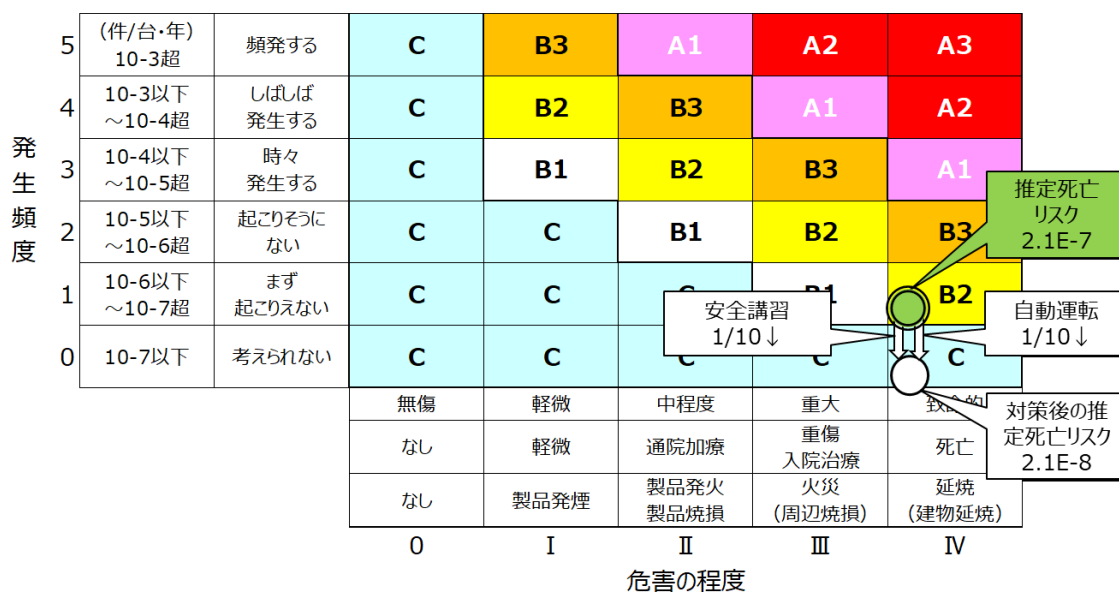 発生頻度
5
(件/台・年)
10-3超
頻発する
C
B3
A1
A2
A3
4
10-3以下
～10-4超
しばしば
発生する
C
B2
B3
A1
A2
3
10-4以下
～10-5超
時々
発生する
C
B1
B2
B3
A1
推定死亡
リスク
2.1E-7
2
10-5以下
～10-6超
起こりそうに
ない
C
C
B1
B2
B3
1
10-6以下
～10-7超
まず
起こりえない
C
C
C
B1
B2
安全講習
1/10↓
自動運転
1/10↓
0
10-7以下
考えられない
C
C
C
C
C
無傷
軽微
中程度
重大
致命的
対策後の推
定死亡リスク
2.1E-8
なし
軽微
通院加療
重傷
入院治療
死亡
なし
製品発煙
製品発火
製品焼損
火災
(周辺焼損)
延焼
(建物延焼)
0
Ⅰ
Ⅱ
Ⅲ
Ⅳ
危害の程度